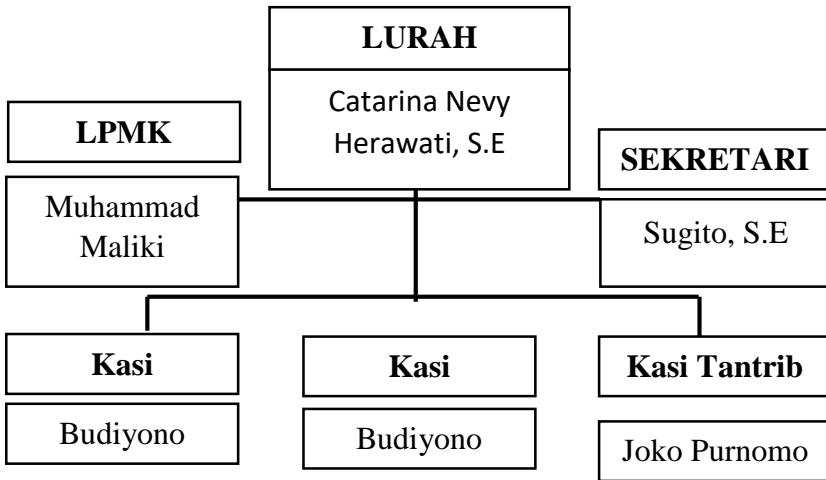 LURAH
Catarina Nevy
Herawati, S.E
LPMK
Muhammad
Maliki
SEKRETARI
Sugito, S.E
Kasi
Budiyono
Kasi
Budiyono
Kasi Tantrib
Joko Purnomo